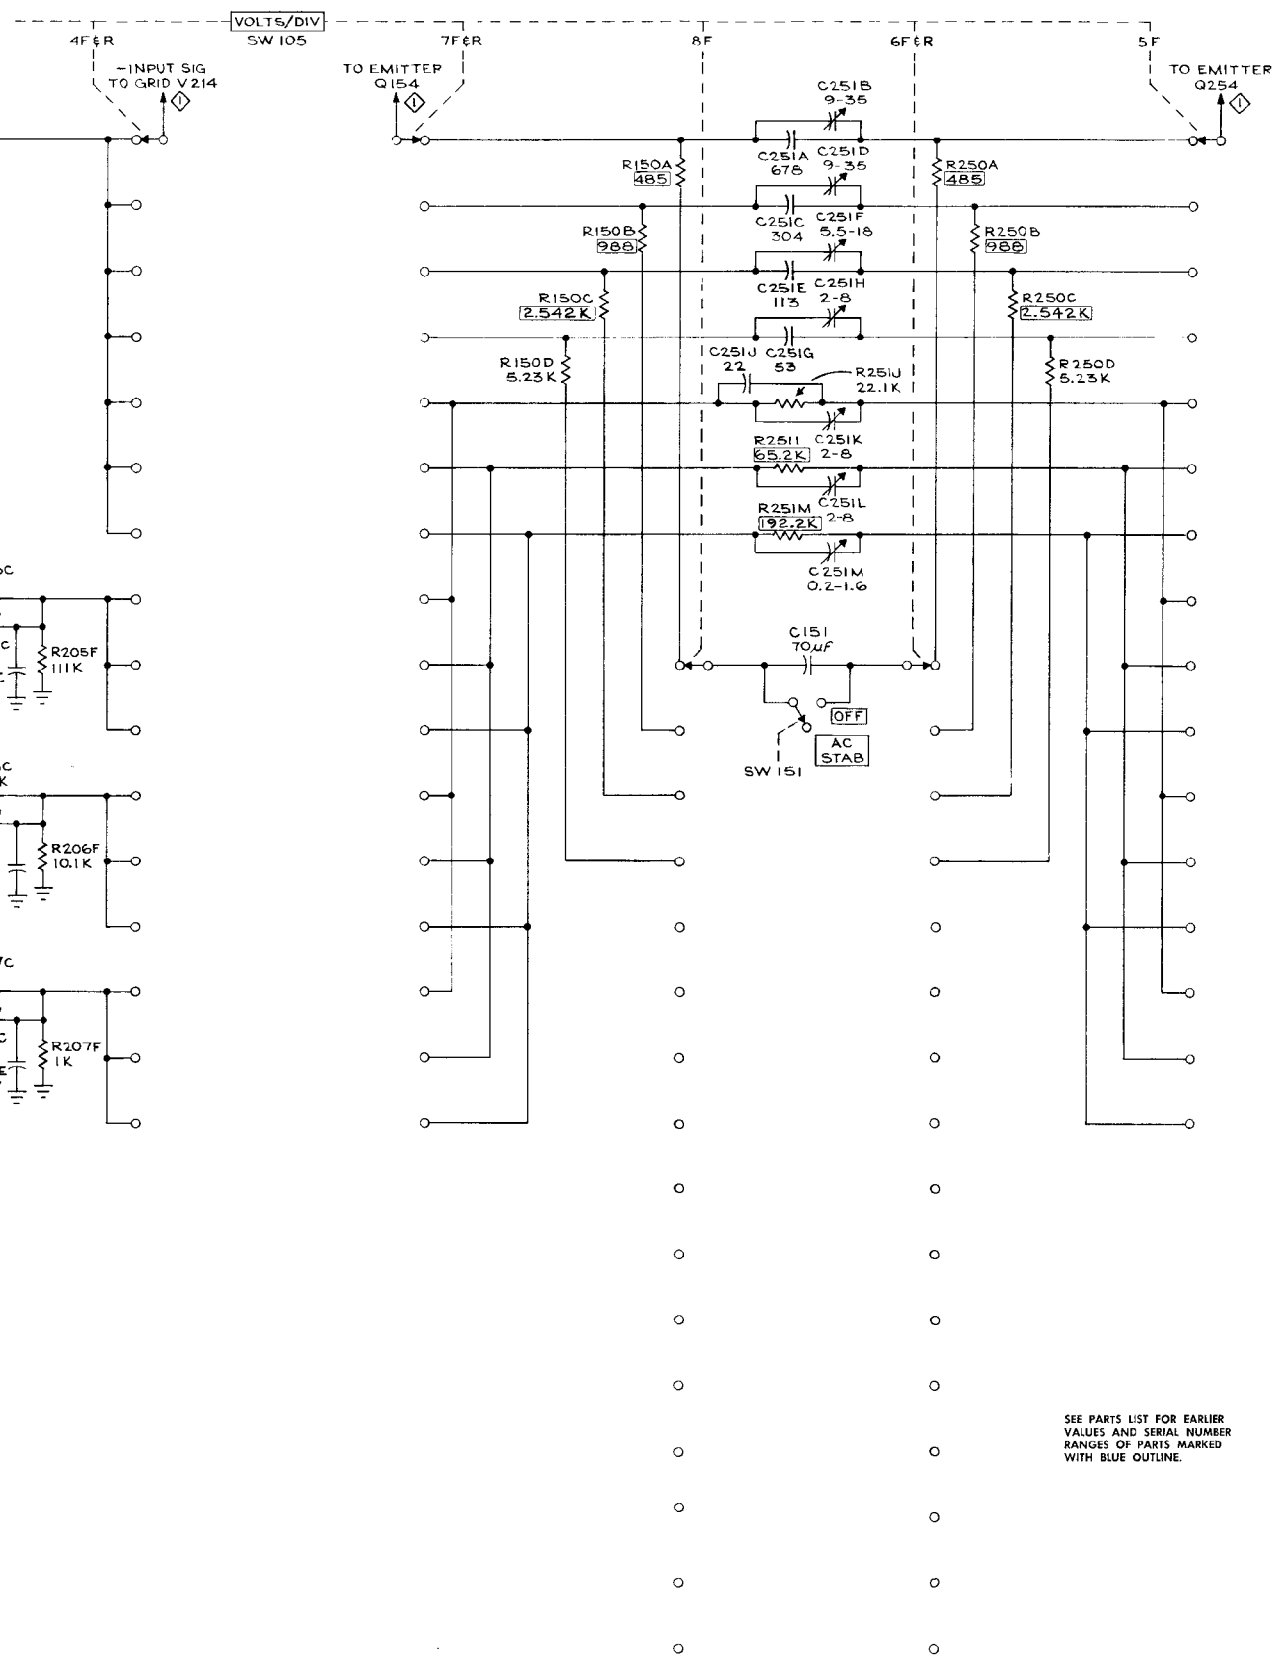 VOLTS/DIV
SW 105
4F&R
7F&R
8F
6F&R
5F
-INPUT SIG
TO GRID V214
1
TO EMITTER
Q154
1
TO EMITTER
Q254
1
C251B
9-35
C251A
678
C251D
9-35
R150A
485
R250A
485
C251C
304
C251F
5.5-18
R150B
988
R250B
988
C251E
113
C251H
2-8
R150C
2.542K
R250C
2.542K
C251J
22
C251G
53
R150D
5.23K
R251J
22.1K
R250D
5.23K
C251K
2-8
65.2K
C251L
2-8
R251M
192.2K
C251M
0.2-1.6
C151
70µF
OFF
AC
STAB
SW 151
R205F
111K
C
K
R206F
10.1K
C
R207F
1K
SEE PARTS LIST FOR EARLIER
VALUES AND SERIAL NUMBER
RANGES OF PARTS MARKED
WITH BLUE OUTLINE.